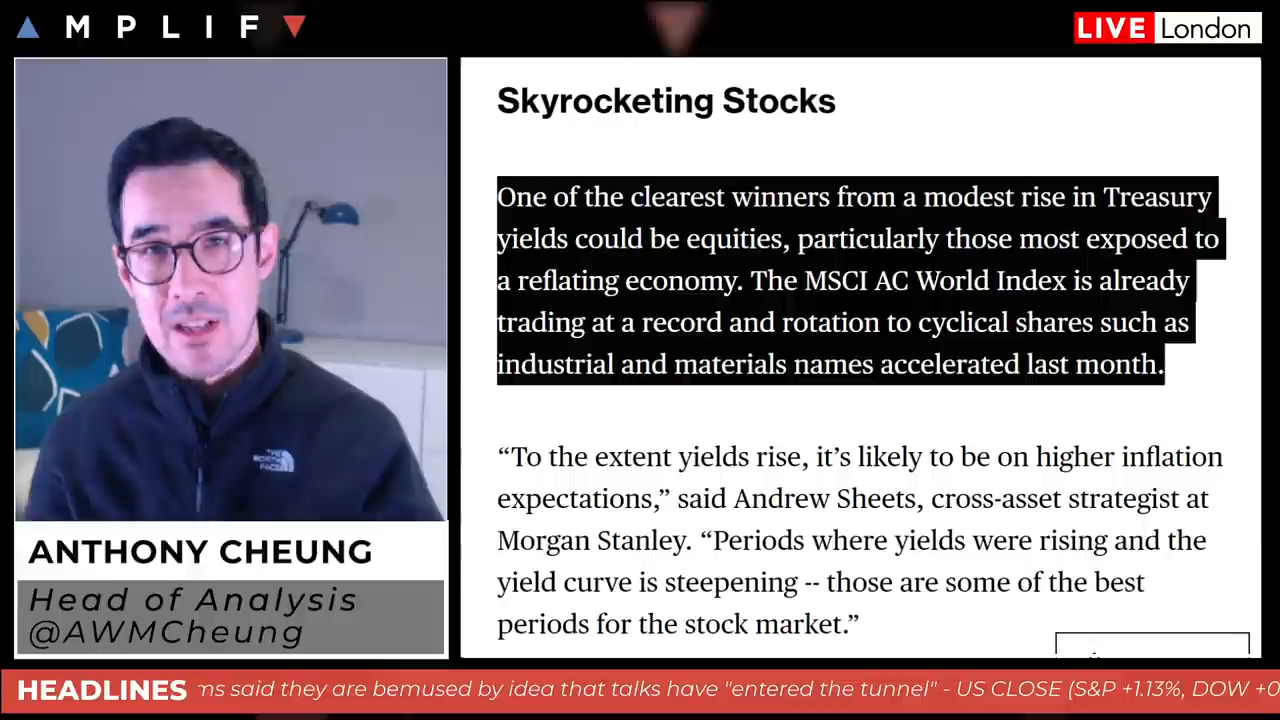 MPLIF
LIVE London
Skyrocketing Stocks
One of the clearest winners from a modest rise in Treasury
yields could be equities, particularly those most exposed to
a reflating economy. The MSCI AC World Index is already
trading at a record and rotation to cyclical shares such as
industrial and materials names accelerated last month.
“To the extent yields rise, it’s likely to be on higher inflation
expectations,” said Andrew Sheets, cross-asset strategist at
Morgan Stanley. “Periods where yields were rising and the
yield curve is steepening -- those are some of the best
periods for the stock market.”
THE
NORTH
FACE
ANTHONY CHEUNG
Head of Analysis
@AWMCheung
HEADLINES ms said they are bemused by idea that talks have "entered the tunnel" - US CLOSE (S&P +1.13%, DOW +0